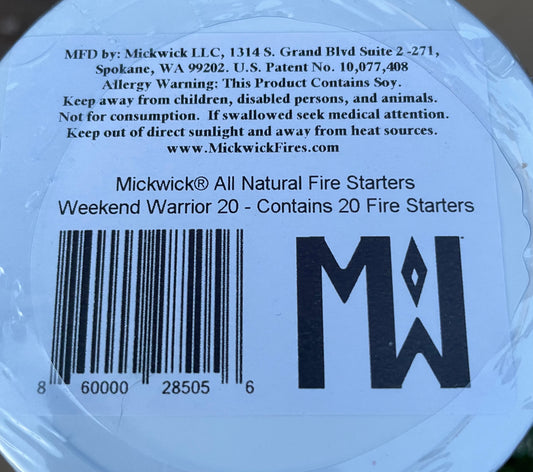 MFD by: Mickwick LLC, 1314 S. Grand Blvd Suite 2 -271,
Spokane, WA 99202. U.S. Patent No. 10,077,408
Allergy Warning: This Product Contains Soy.
Keep away from children, disabled persons, and animals.
Not for consumption. If swallowed seek medical attention.
Keep out of direct sunlight and away from heat sources.
www.MickwickFires.com
Mickwick® All Natural Fire Starters
Weekend Warrior 20 - Contains 20 Fire Starters
8 60000 28505 6
MW